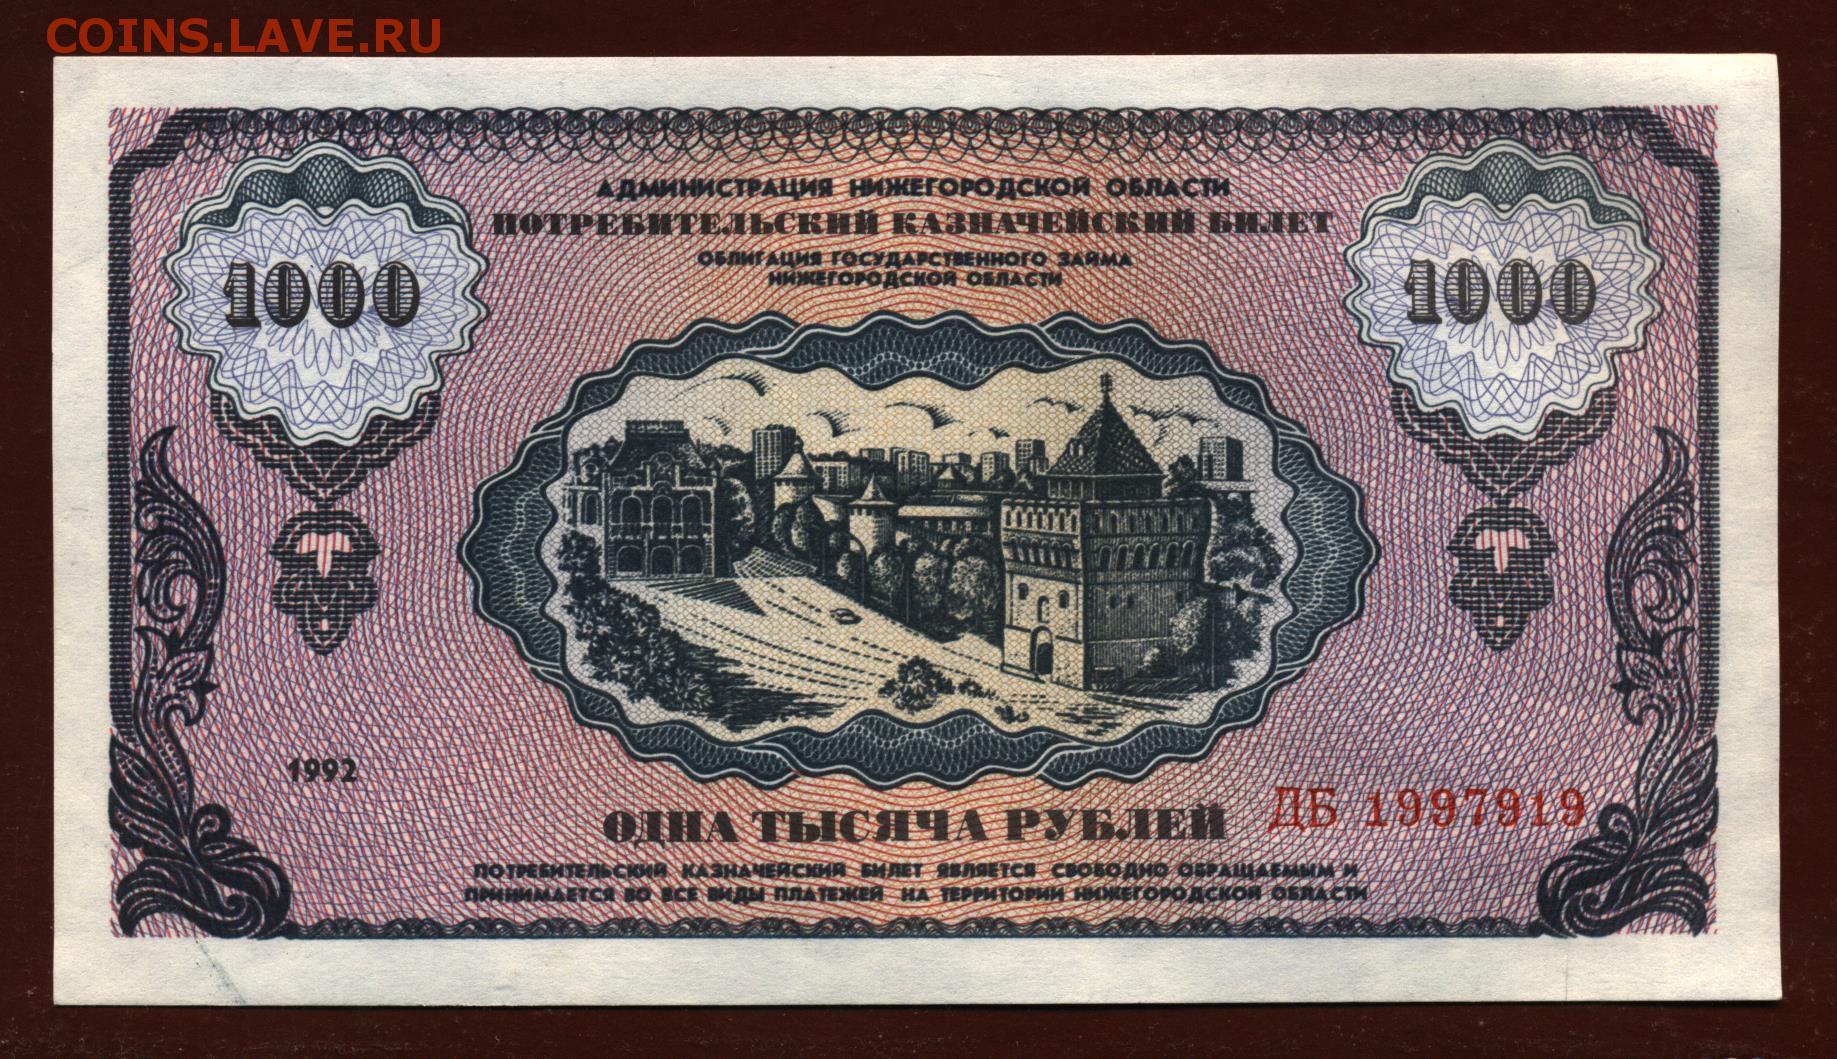 COINS.LAVE.RU
АДМИНИСТРАЦИЯ НИЖЕГОРОДСКОЙ ОБЛАСТИ
ПОТРЕБИТЕЛЬСКИЙ КАЗНАЧЕЙСКИЙ БИЛЕТ
ОБЛИГАЦИЯ ГОСУДАРСТВЕННОГО ЗАЙМА
НИЖЕГОРОДСКОЙ ОБЛАСТИ
1000 1000
1992
ОДНА ТЫСЯЧА РУБЛЕЙ ДБ 1997919
ПОТРЕБИТЕЛЬСКИЙ КАЗНАЧЕЙСКИЙ БИЛЕТ ЯВЛЯЕТСЯ СВОБОДНО ОБРАЩАЕМЫМ И
ПРИНИМАЕТСЯ ВО ВСЕ ВИДЫ ПЛАТЕЖЕЙ НА ТЕРРИТОРИИ НИЖЕГОРОДСКОЙ ОБЛАСТИ